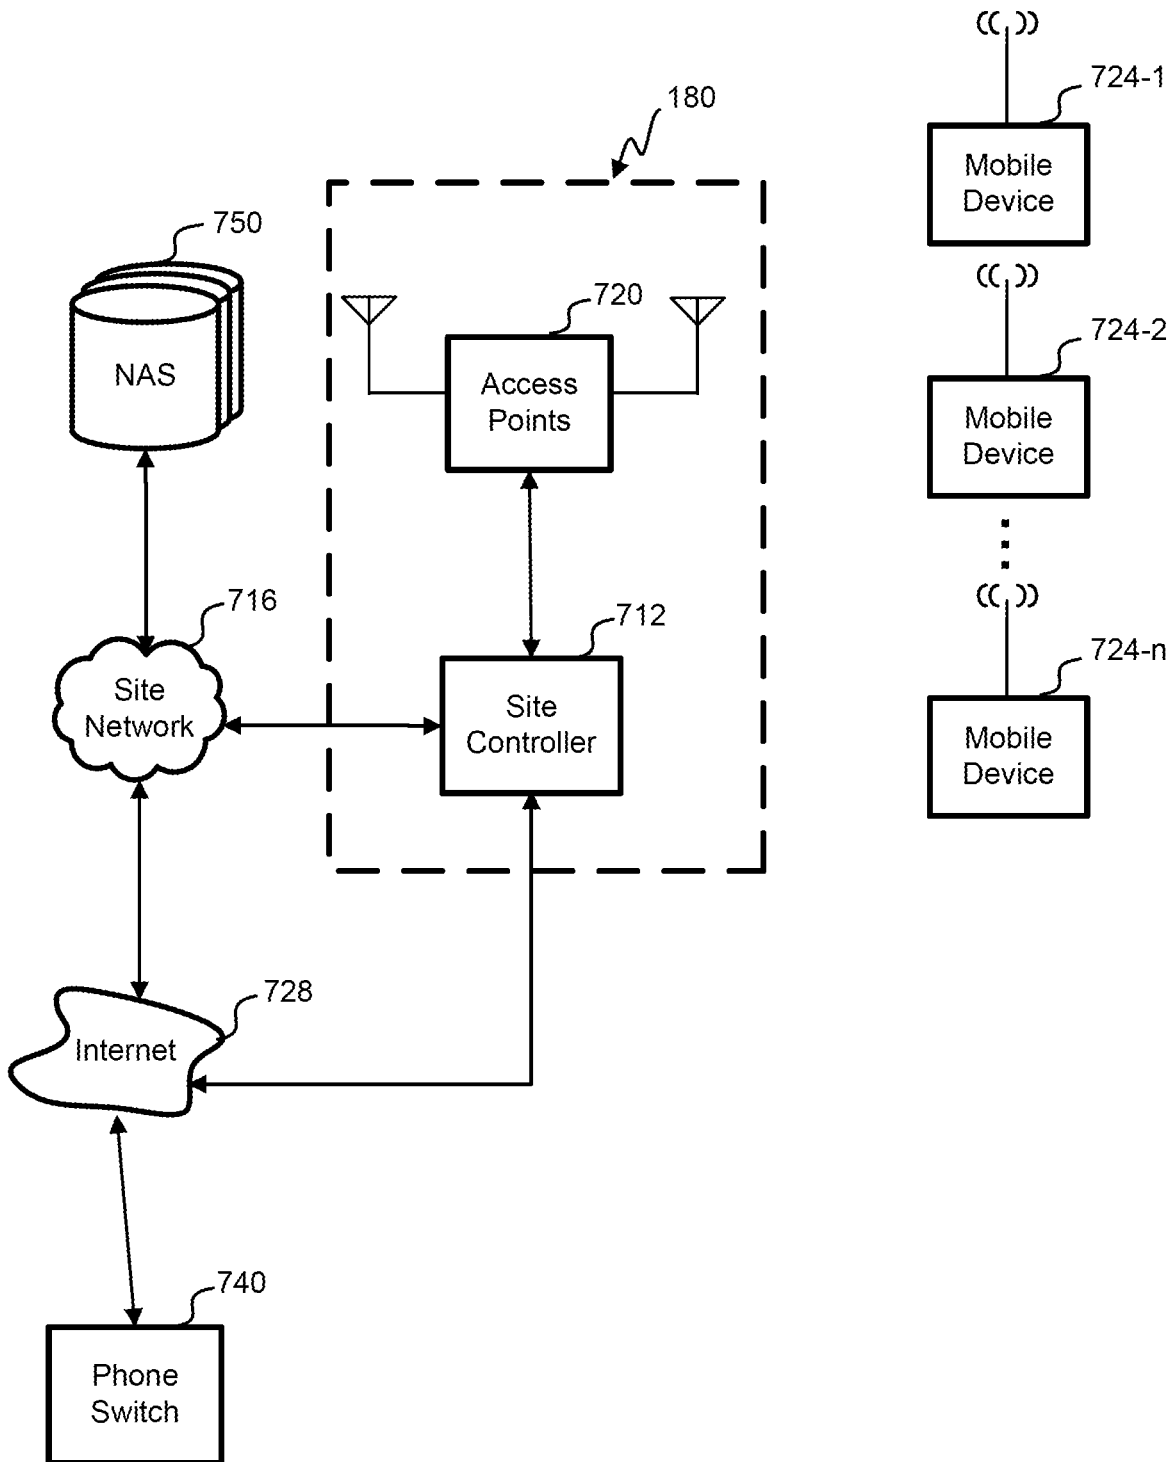 724-1
Mobile
Device
180
750
NAS
720
Access
Points
724-2
Mobile
Device
716
Site
Network
712
Site
Controller
724-n
Mobile
Device
728
Internet
740
Phone
Switch